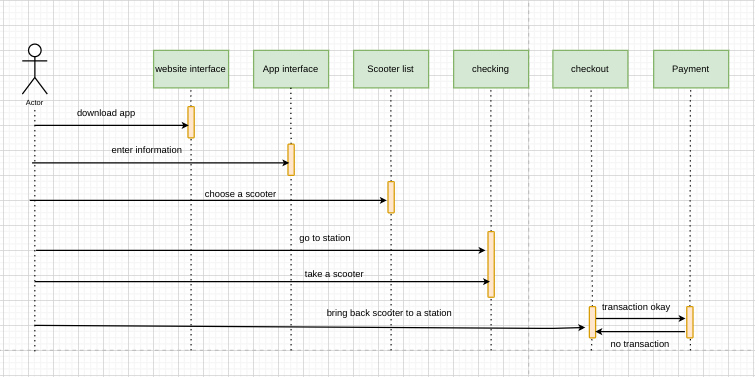 website interface
App interface
Scooter list
checking
checkout
Payment
Actor
download app
enter information
choose a scooter
go to station
take a scooter
bring back scooter to a station
transaction okay
no transaction